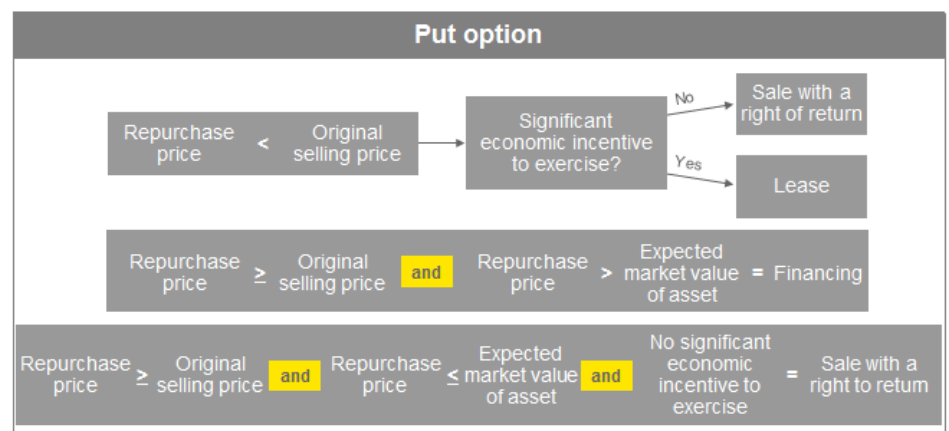 Put option
Repurchase price < Original selling price
Significant economic incentive to exercise?
No
Sale with a right of return
Yes
Lease
Repurchase price ≥ Original selling price and Repurchase price > Expected market value of asset = Financing
Repurchase price ≥ Original selling price and Repurchase price ≤ Expected market value of asset and No significant economic incentive to exercise = Sale with a right to return